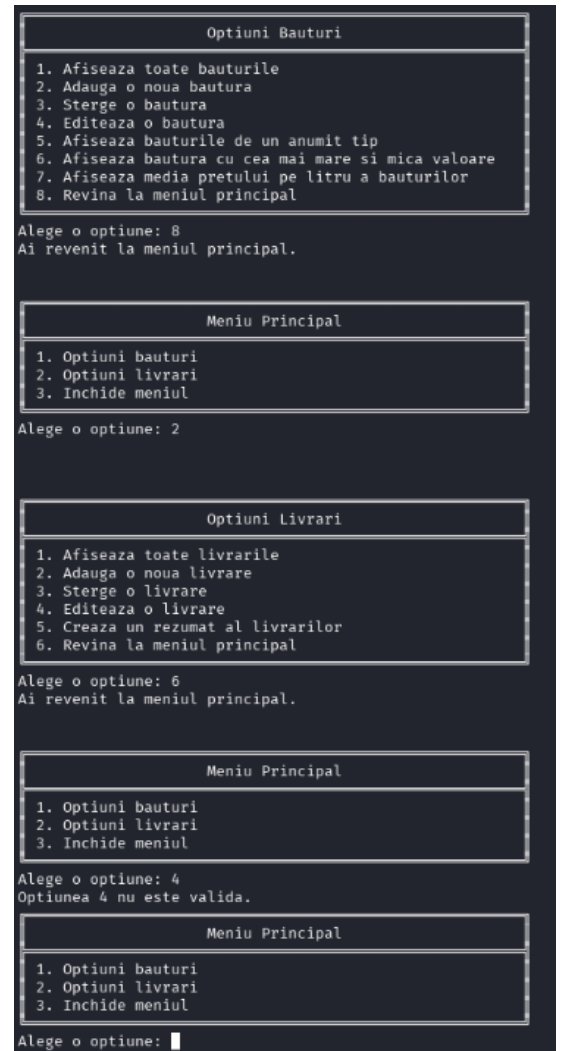 Optiuni Bauturi
1. Afiseaza toate bauturile
2. Adauga o noua bautura
3. Sterge o bautura
4. Editeaza o bautura
5. Afiseaza bauturile de un anumit tip
6. Afiseaza bautura cu cea mai mare si mica valoare
7. Afiseaza media pretului pe litru a bauturilor
8. Revina la meniul principal
Alege o optiune: 8
Ai revenit la meniul principal.
Meniu Principal
1. Optiuni bauturi
2. Optiuni livrari
3. Inchide meniul
Alege o optiune: 2
Optiuni Livrari
1. Afiseaza toate livrarile
2. Adauga o noua livrare
3. Sterge o livrare
4. Editeaza o livrare
5. Creaza un rezumat al livrarilor
6. Revina la meniul principal
Alege o optiune: 6
Ai revenit la meniul principal.
Meniu Principal
1. Optiuni bauturi
2. Optiuni livrari
3. Inchide meniul
Alege o optiune: 4
Optiunea 4 nu este valida.
Meniu Principal
1. Optiuni bauturi
2. Optiuni livrari
3. Inchide meniul
Alege o optiune: